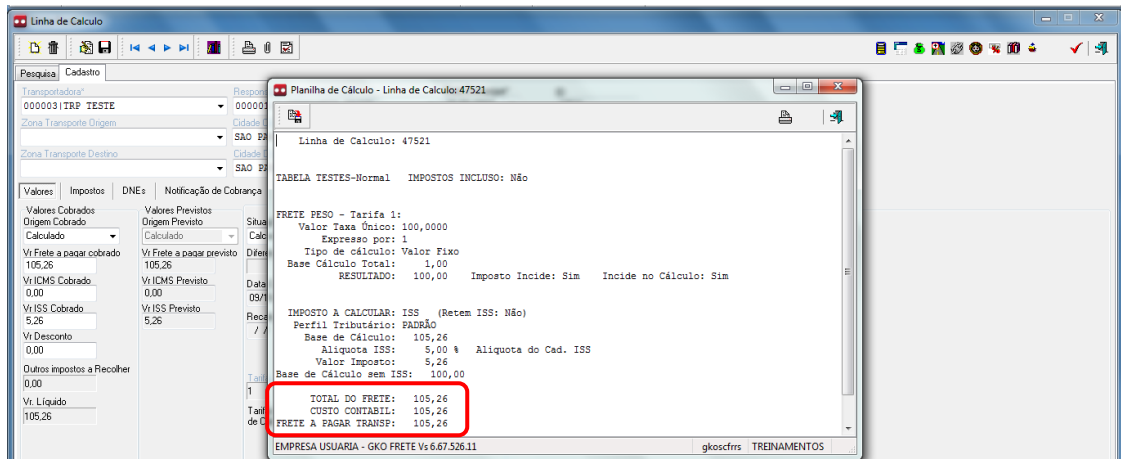 Linha de Calculo
Pesquisa Cadastro
Transportadora*
000003|TRP TESTE
Zona Transporte Origem
SAO PA
Zona Transporte Destino
SAO PA
Valores Impostos DNEs Notificação de Cobrança
Valores Cobrados Valores Previstos
Origem Cobrado Origem Previsto
Calculado Calculado
Vr Frete a pagar cobrado Vr Frete a pagar previsto
105,26 105,26
Vr ICMS Cobrado Vr ICMS Previsto
0,00 0,00
Vr ISS Cobrado Vr ISS Previsto
5,26 5,26
Vr Desconto
0,00
Outros impostos a Recolher
0,00
Vr. Líquido
105,26
Planilha de Cálculo - Linha de Calculo: 47521
Linha de Calculo: 47521
TABELA TESTES-Normal IMPOSTOS INCLUSO: Não
FRETE PESO - Tarifa 1:
Valor Taxa Único: 100,0000
Expresso por: 1
Tipo de cálculo: Valor Fixo
Base Cálculo Total: 1,00
RESULTADO: 100,00 Imposto Incide: Sim Incide no Cálculo: Sim
IMPOSTO A CALCULAR: ISS (Retem ISS: Não)
Perfil Tributário: PADRÃO
Base de Cálculo: 105,26
Aliquota ISS: 5,00 % Aliquota do Cad. ISS
Valor Imposto: 5,26
Base de Cálculo sem ISS: 100,00
TOTAL DO FRETE: 105,26
CUSTO CONTABIL: 105,26
FRETE A PAGAR TRANSP: 105,26
EMPRESA USUARIA - GKO FRETE Vs 6.67.526.11 gkoscfrrs TREINAMENTOS